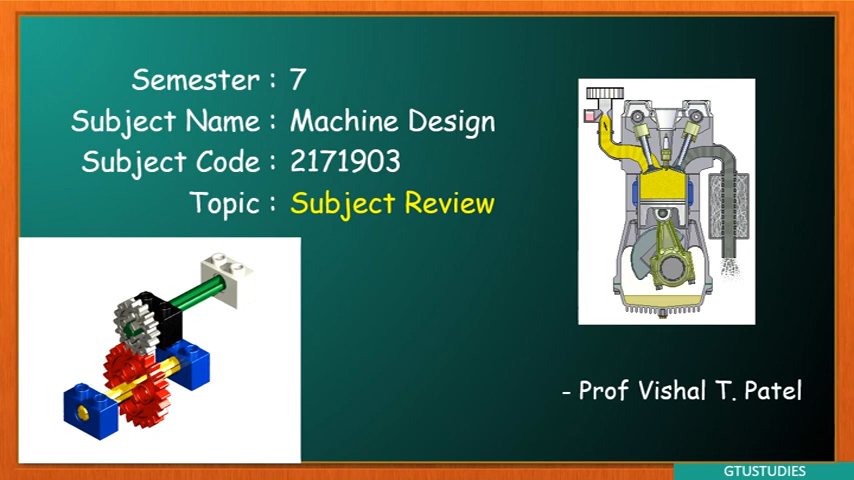 Semester : 7
Subject Name : Machine Design
Subject Code : 2171903
Topic : Subject Review
- Prof Vishal T. Patel
GTUSTUDIES